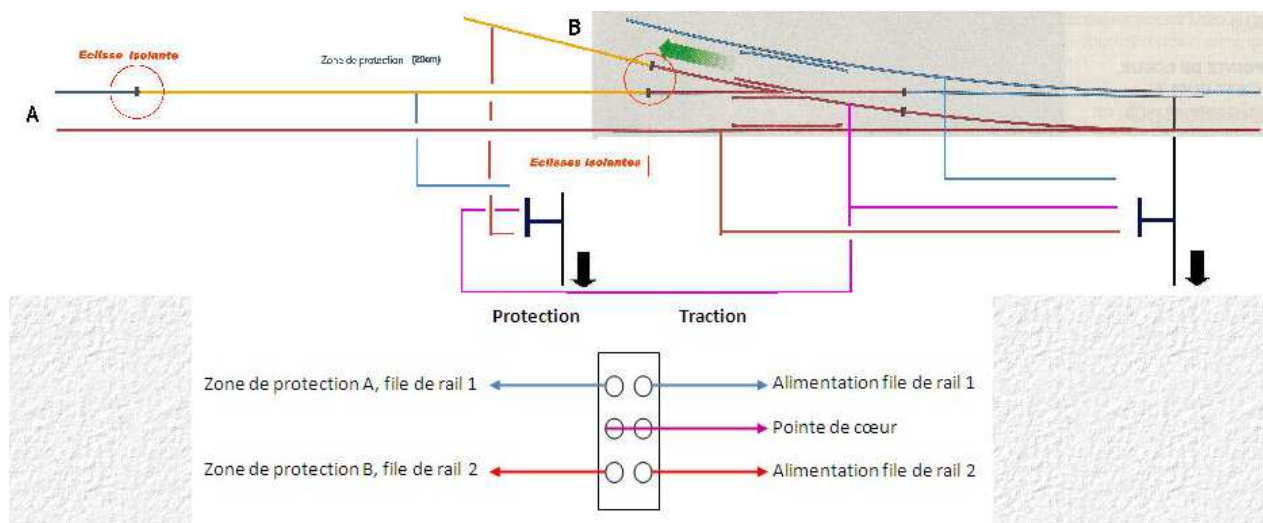 B
Eclisse isolante
Zone de protection (20cm)
A
Eclisses isolantes
Protection
Traction
Zone de protection A, file de rail 1
Alimentation file de rail 1
Pointe de cœur
Zone de protection B, file de rail 2
Alimentation file de rail 2